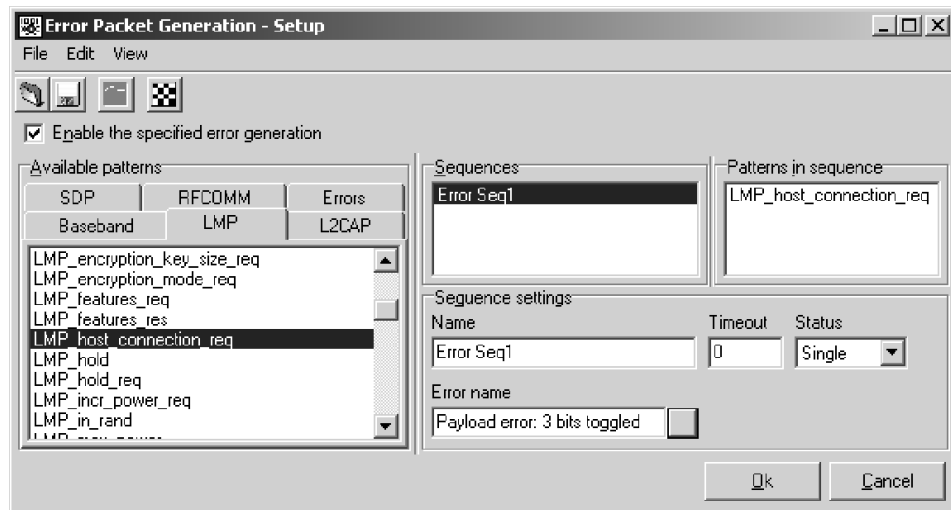 Error Packet Generation - Setup
File Edit View
Enable the specified error generation
Available patterns
SDP RFCOMM Errors
Baseband LMP L2CAP
LMP_encryption_key_size_req
LMP_encryption_mode_req
LMP_features_req
LMP_features_res
LMP_host_connection_req
LMP_hold
LMP_hold_req
LMP_incr_power_req
LMP_in_rand
Sequences
Error Seq1
Patterns in sequence
LMP_host_connection_req
Sequence settings
Name Timeout Status
Error Seq1 0 Single
Error name
Payload error: 3 bits toggled
Ok Cancel